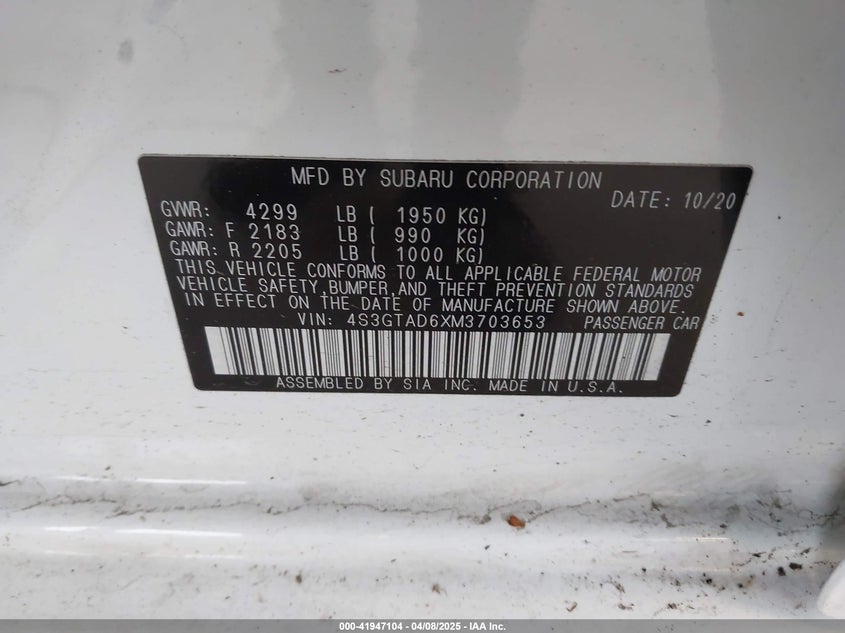 MFD BY SUBARU CORPORATION
DATE: 10/20
GVWR: 4299 LB ( 1950 KG)
GAWR: F 2183 LB ( 990 KG)
GAWR: R 2205 LB ( 1000 KG)
THIS VEHICLE CONFORMS TO ALL APPLICABLE FEDERAL MOTOR
VEHICLE SAFETY,BUMPER,AND THEFT PREVENTION STANDARDS
IN EFFECT ON THE DATE OF MANUFACTURE SHOWN ABOVE.
VIN: 4S3GTAD6XM3703653 PASSENGER CAR
ASSEMBLED BY SIA INC. MADE IN U.S.A.
000-41947104 - 04/08/2025 - IAA Inc.